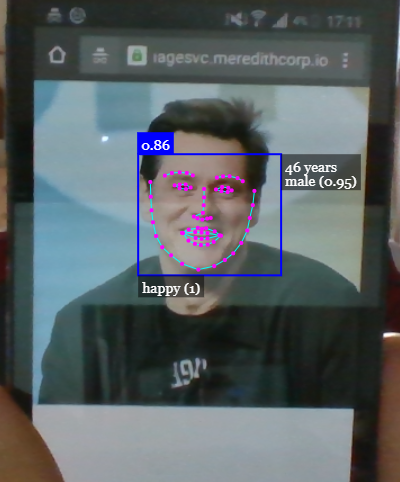 17:11
iagesvc.meredithcorp.io
0.86
46 years
male (0.95)
happy (1)